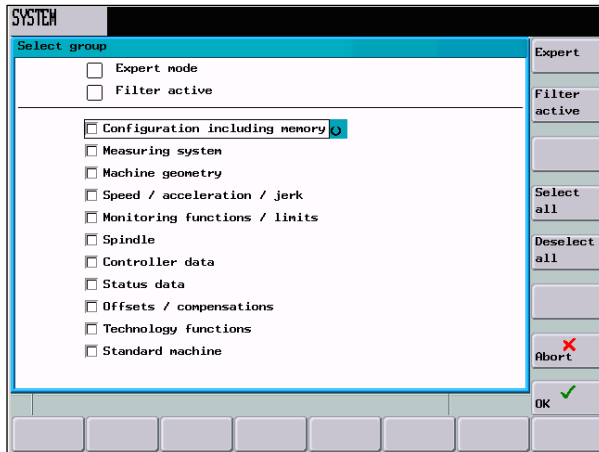 SYSTEM
Select group
Expert mode
Filter active
Configuration including memory
Measuring system
Machine geometry
Speed / acceleration / jerk
Monitoring functions / limits
Spindle
Controller data
Status data
Offsets / compensations
Technology functions
Standard machine
Expert
Filter
active
Select
all
Deselect
all
Abort
OK